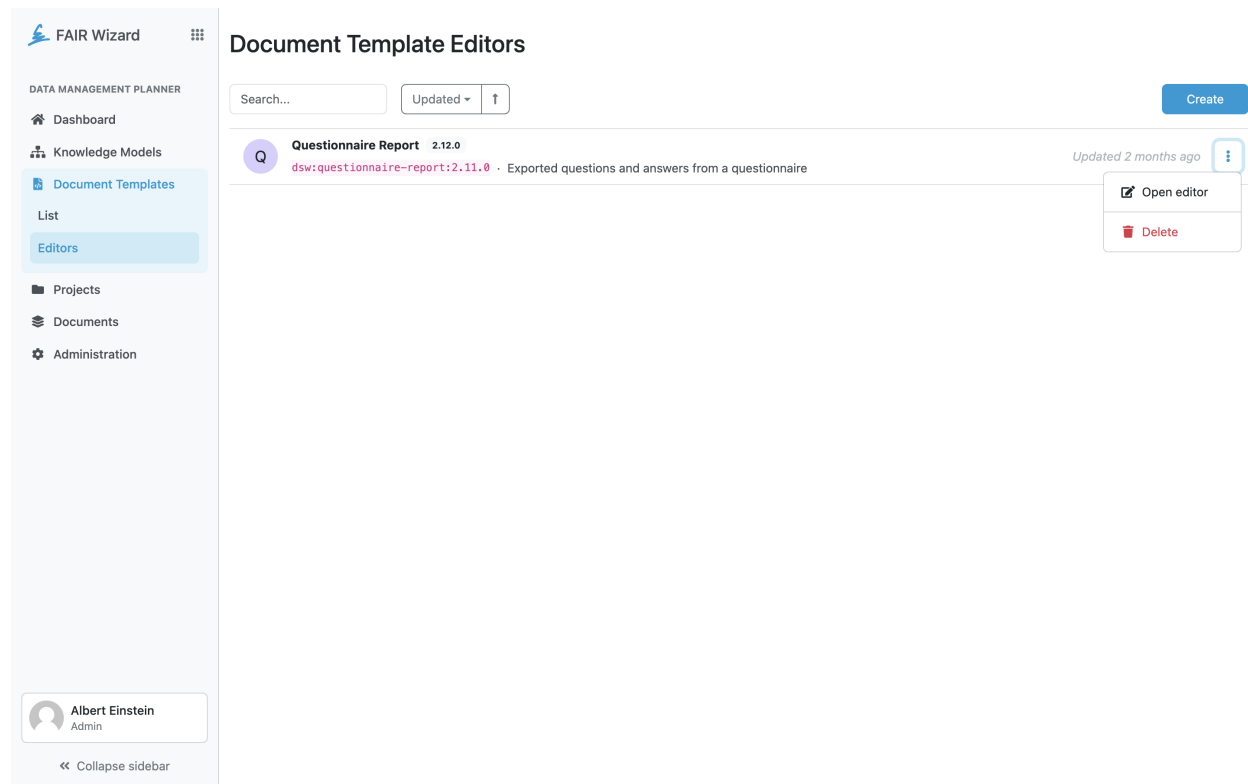 FAIR Wizard
DATA MANAGEMENT PLANNER
Dashboard
Knowledge Models
Document Templates
List
Editors
Projects
Documents
Administration
Albert Einstein
Admin
Collapse sidebar
Document Template Editors
Search...
Updated
Create
Q
Questionnaire Report 2.12.0
dsw:questionnaire-report:2.11.0 · Exported questions and answers from a questionnaire
Updated 2 months ago
Open editor
Delete